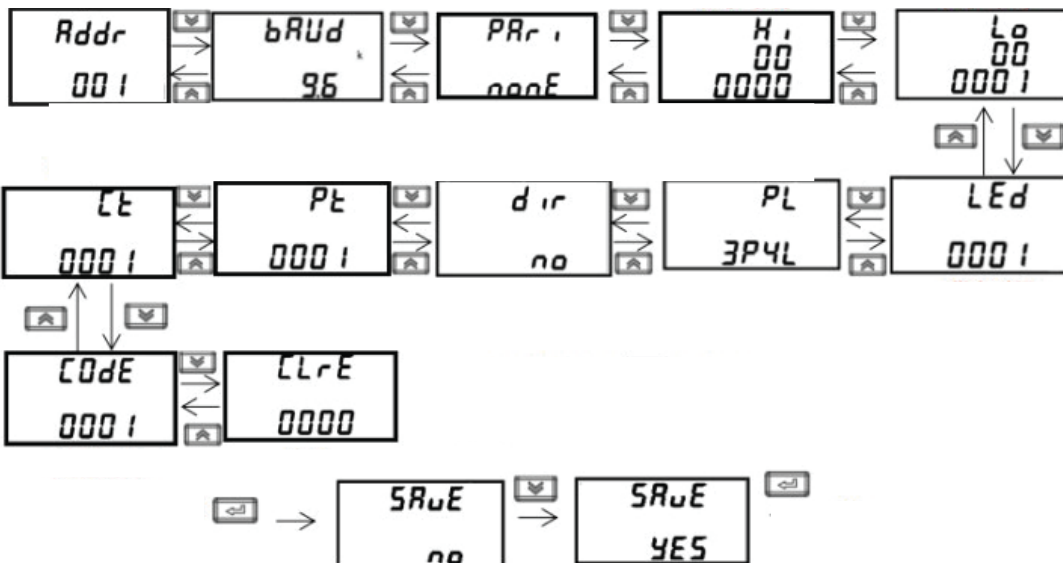 Addr
001
bAUd
k
9.6
PAri
nonE
Hi
00
0000
Lo
00
0001
Ct
0001
Pt
0001
dir
no
PL
3P4L
LEd
0001
COdE
0001
CLrE
0000
SAvE
no
SAvE
YES